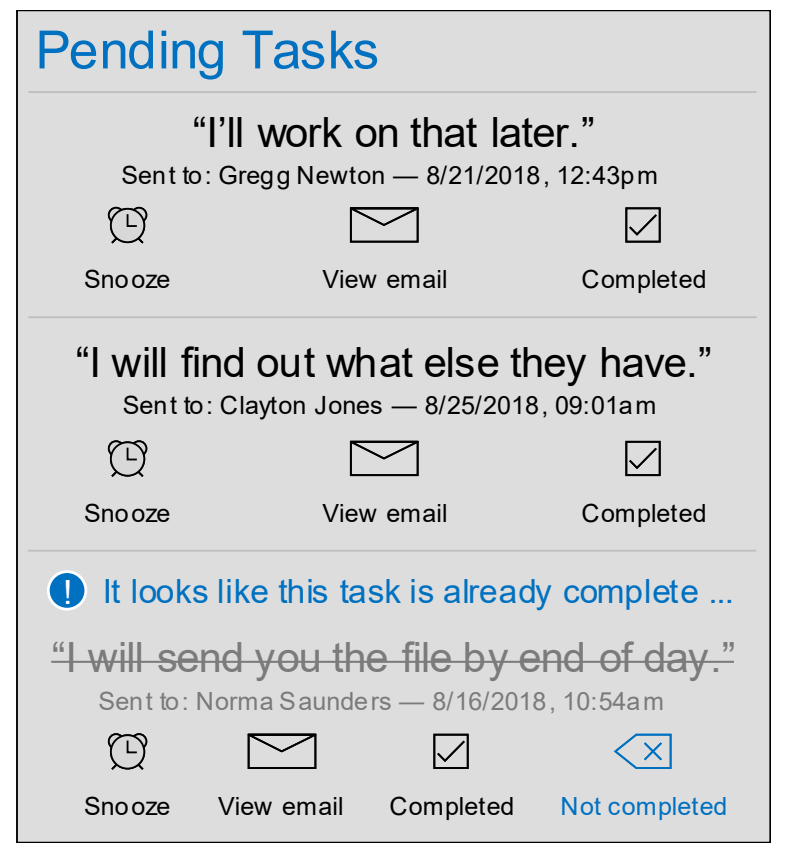 Pending Tasks
“I’ll work on that later.”
Sent to: Gregg Newton — 8/21/2018, 12:43pm
Snooze View email Completed
“I will find out what else they have.”
Sent to: Clayton Jones — 8/25/2018, 09:01am
Snooze View email Completed
! It looks like this task is already complete ...
“I will send you the file by end of day.”
Sent to: Norma Saunders — 8/16/2018, 10:54am
Snooze View email Completed Not completed